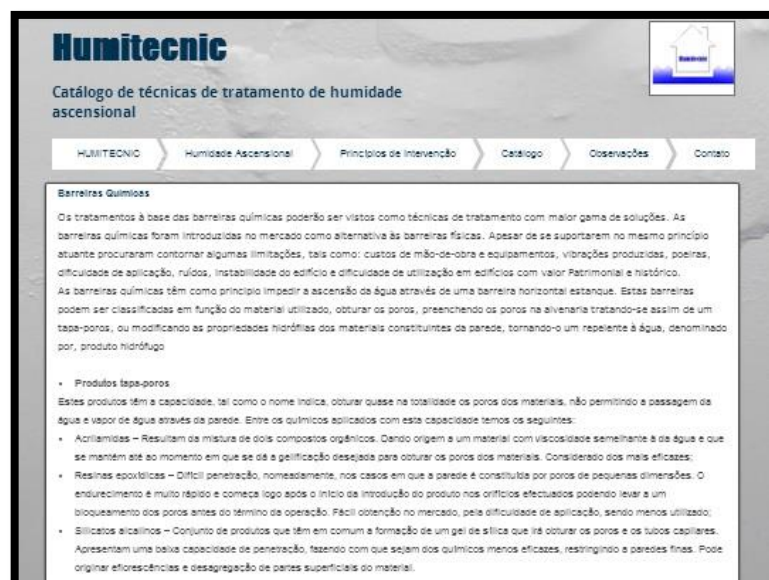 Humitecnic
Humitecnic
Catálogo de técnicas de tratamento de humidade
ascensional
HUMITECNIC Humidade Ascensional Princípios de Intervenção Catálogo Observações Contato
Barreiras Químicas
Os tratamentos à base das barreiras químicas poderão ser vistos como técnicas de tratamento com maior gama de soluções. As
barreiras químicas foram introduzidas no mercado como alternativa às barreiras físicas. Apesar de se suportarem no mesmo princípio
atuante procuraram contornar algumas limitações, tais como: custos de mão-de-obra e equipamentos, vibrações produzidas, poeiras,
dificuldade de aplicação, ruídos, instabilidade do edifício e dificuldade de utilização em edifícios com valor Patrimonial e histórico.
As barreiras químicas têm como princípio impedir a ascensão da água através de uma barreira horizontal estanque. Estas barreiras
podem ser classificadas em função do material utilizado, obturar os poros, preenchendo os poros na alvenaria tratando-se assim de um
tapa-poros, ou modificando as propriedades hidrófilas dos materiais constituintes da parede, tornando-o um repelente à água, denominado
por, produto hidrófugo
• Produtos tapa-poros
Estes produtos têm a capacidade, tal como o nome indica, obturar quase na totalidade os poros dos materiais, não permitindo a passagem da
água e vapor de água através da parede. Entre os químicos aplicados com esta capacidade temos os seguintes:
• Acrilamidas – Resultam da mistura de dois compostos orgânicos. Dando origem a um material com viscosidade semelhante à da água e que
se mantém até ao momento em que se dá a gelificação desejada para obturar os poros dos materiais. Considerado dos mais eficazes;
• Resinas epoxídicas – Difícil penetração, nomeadamente, nos casos em que a parede é constituída por poros de pequenas dimensões. O
endurecimento é muito rápido e começa logo após o início da introdução do produto nos orifícios efectuados podendo levar a um
bloqueamento dos poros antes do término da operação. Fácil obtenção no mercado, pela dificuldade de aplicação, sendo menos utilizado;
• Silicatos alcalinos – Conjunto de produtos que têm em comum a formação de um gel de sílica que irá obturar os poros e os tubos capilares.
Apresentam uma baixa capacidade de penetração, fazendo com que sejam dos químicos menos eficazes, restringindo a paredes finas. Pode
originar eflorescências e desagregação de partes superficiais do material.